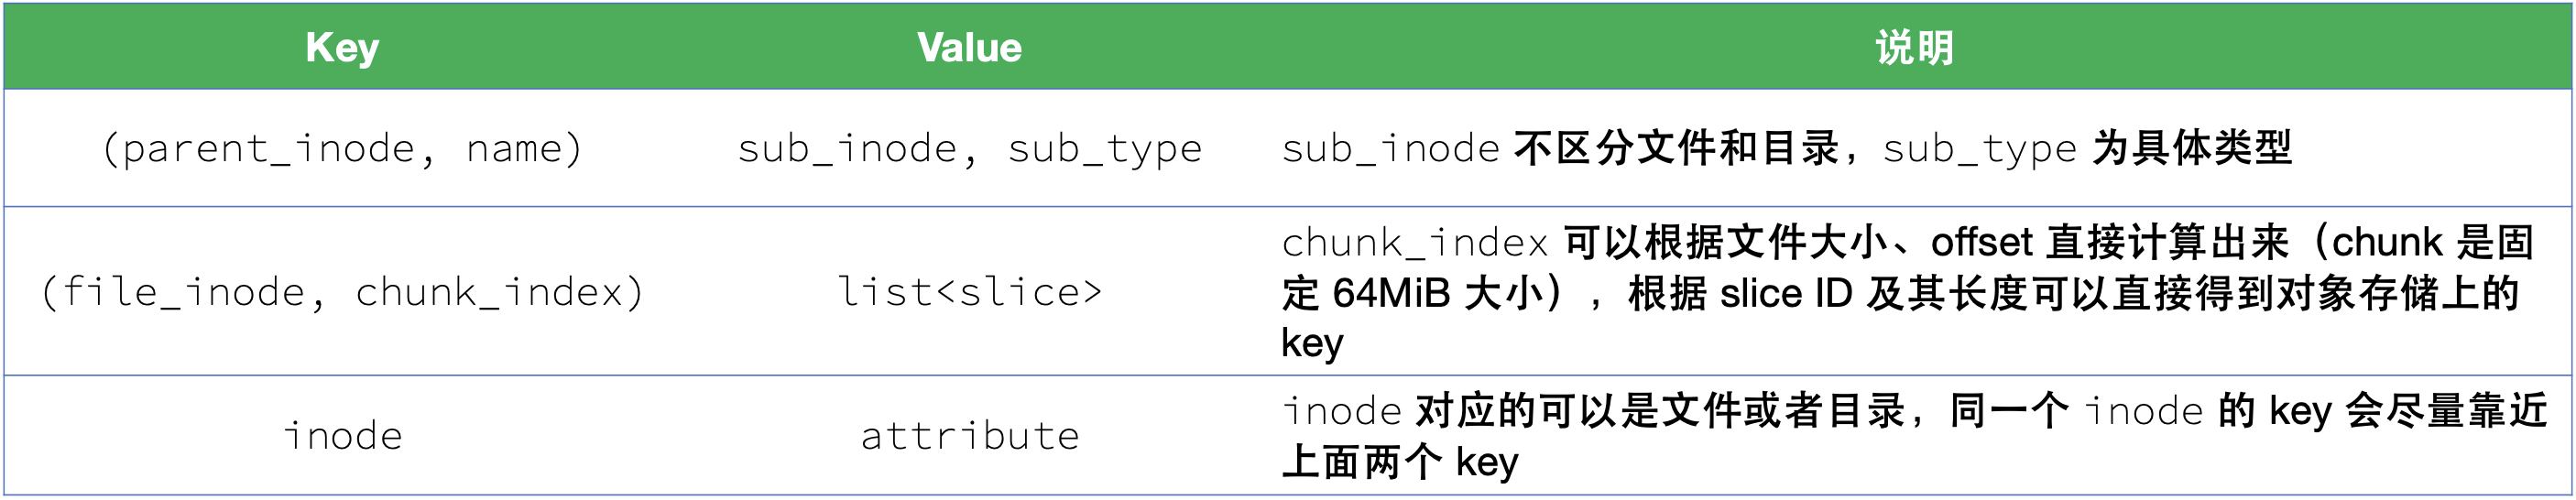 Key Value 说明
(parent_inode, name) sub_inode, sub_type sub_inode 不区分文件和目录，sub_type 为具体类型
chunk_index 可以根据文件大小、offset 直接计算出来（chunk 是固
(file_inode, chunk_index) list<slice> 定 64MiB 大小），根据 slice ID 及其长度可以直接得到对象存储上的
key
inode attribute inode 对应的可以是文件或者目录，同一个 inode 的 key 会尽量靠近
上面两个 key